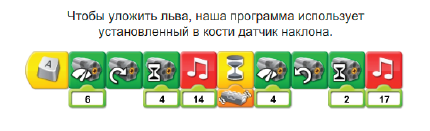 Чтобы уложить льва, наша программа использует
установленный в кости датчик наклона.
A
6 4 14 4 2 17